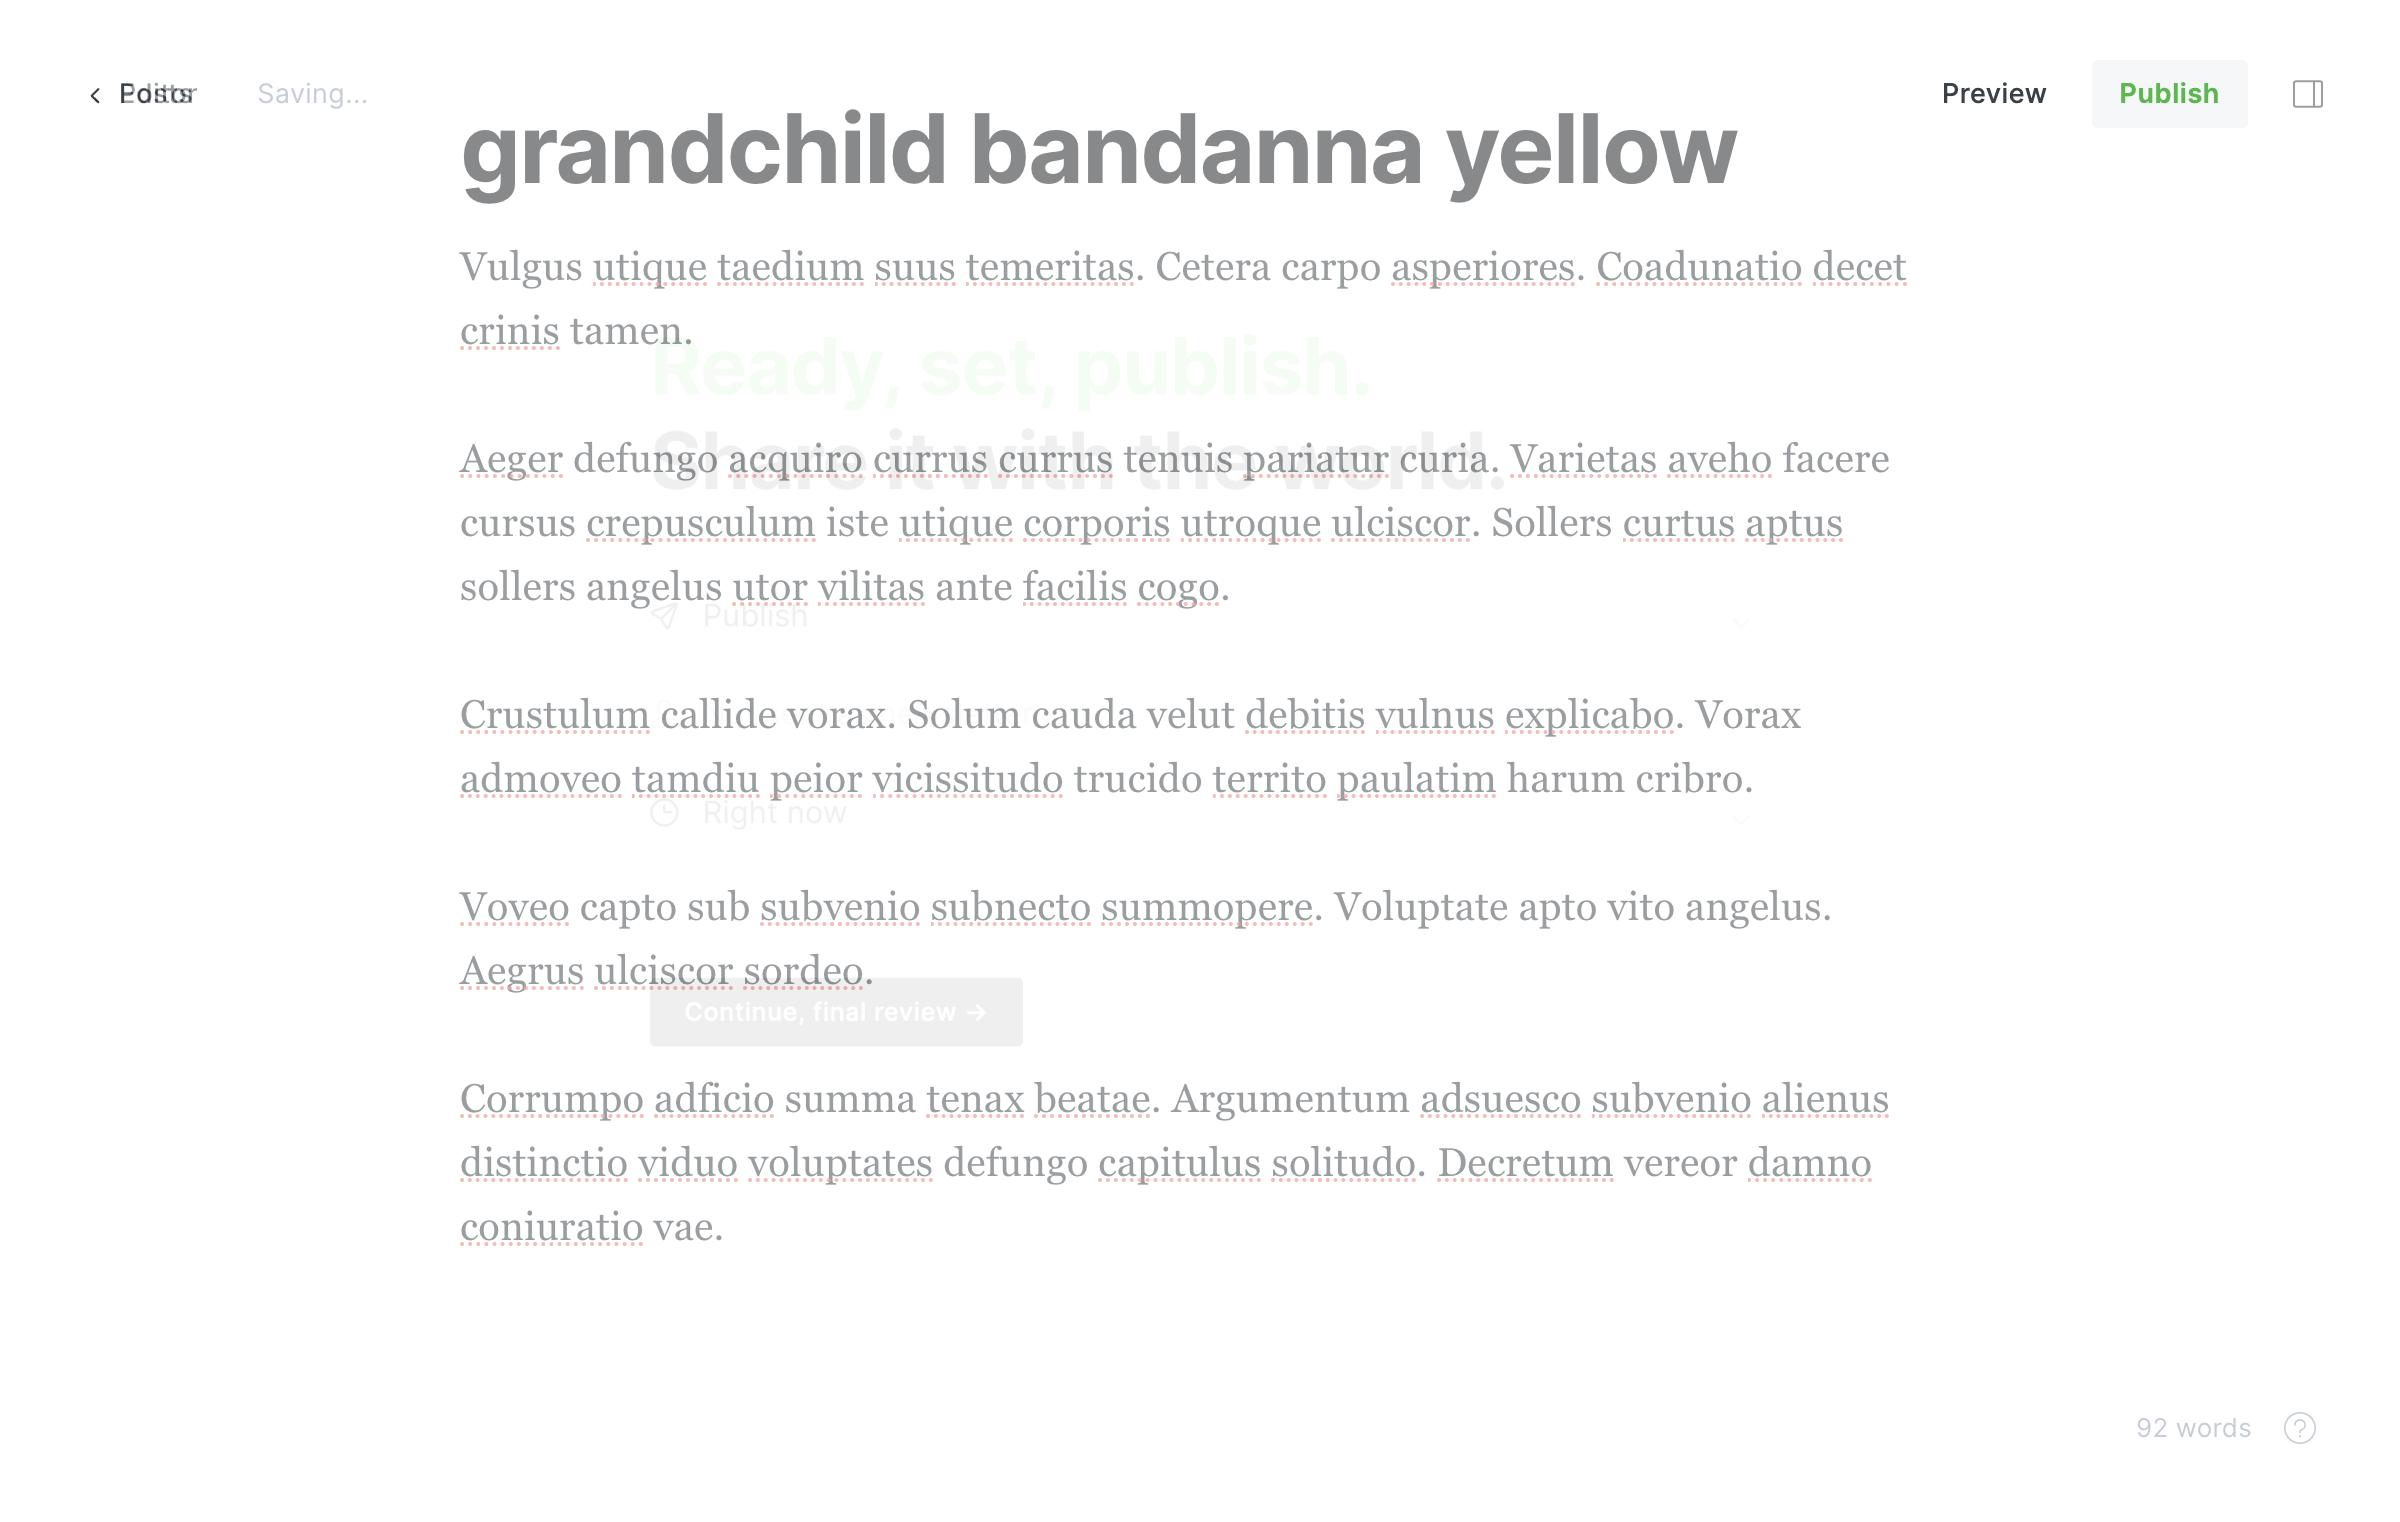 Posts
Editor
Saving...
Preview
Publish
grandchild bandanna yellow
Vulgus utique taedium suus temeritas. Cetera carpo asperiores. Coadunatio decet
crinis tamen.
Ready, set, publish.
Share it with the world.
Aeger defungo acquiro currus currus tenuis pariatur curia. Varietas aveho facere
cursus crepusculum iste utique corporis utroque ulciscor. Sollers curtus aptus
sollers angelus utor vilitas ante facilis cogo.
Publish
Crustulum callide vorax. Solum cauda velut debitis vulnus explicabo. Vorax
admoveo tamdiu peior vicissitudo trucido territo paulatim harum cribro.
Right now
Voveo capto sub subvenio subnecto summopere. Voluptate apto vito angelus.
Aegrus ulciscor sordeo.
Continue, final review →
Corrumpo adficio summa tenax beatae. Argumentum adsuesco subvenio alienus
distinctio viduo voluptates defungo capitulus solitudo. Decretum vereor damno
coniuratio vae.
92 words